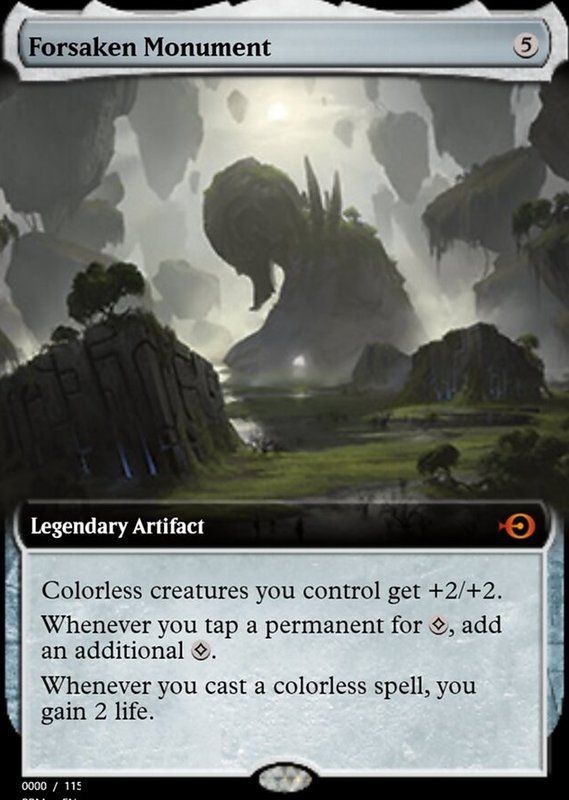 Forsaken Monument 5
Legendary Artifact
Colorless creatures you control get +2/+2.
Whenever you tap a permanent for ◇, add
an additional ◇.
Whenever you cast a colorless spell, you
gain 2 life.
0000 / 115